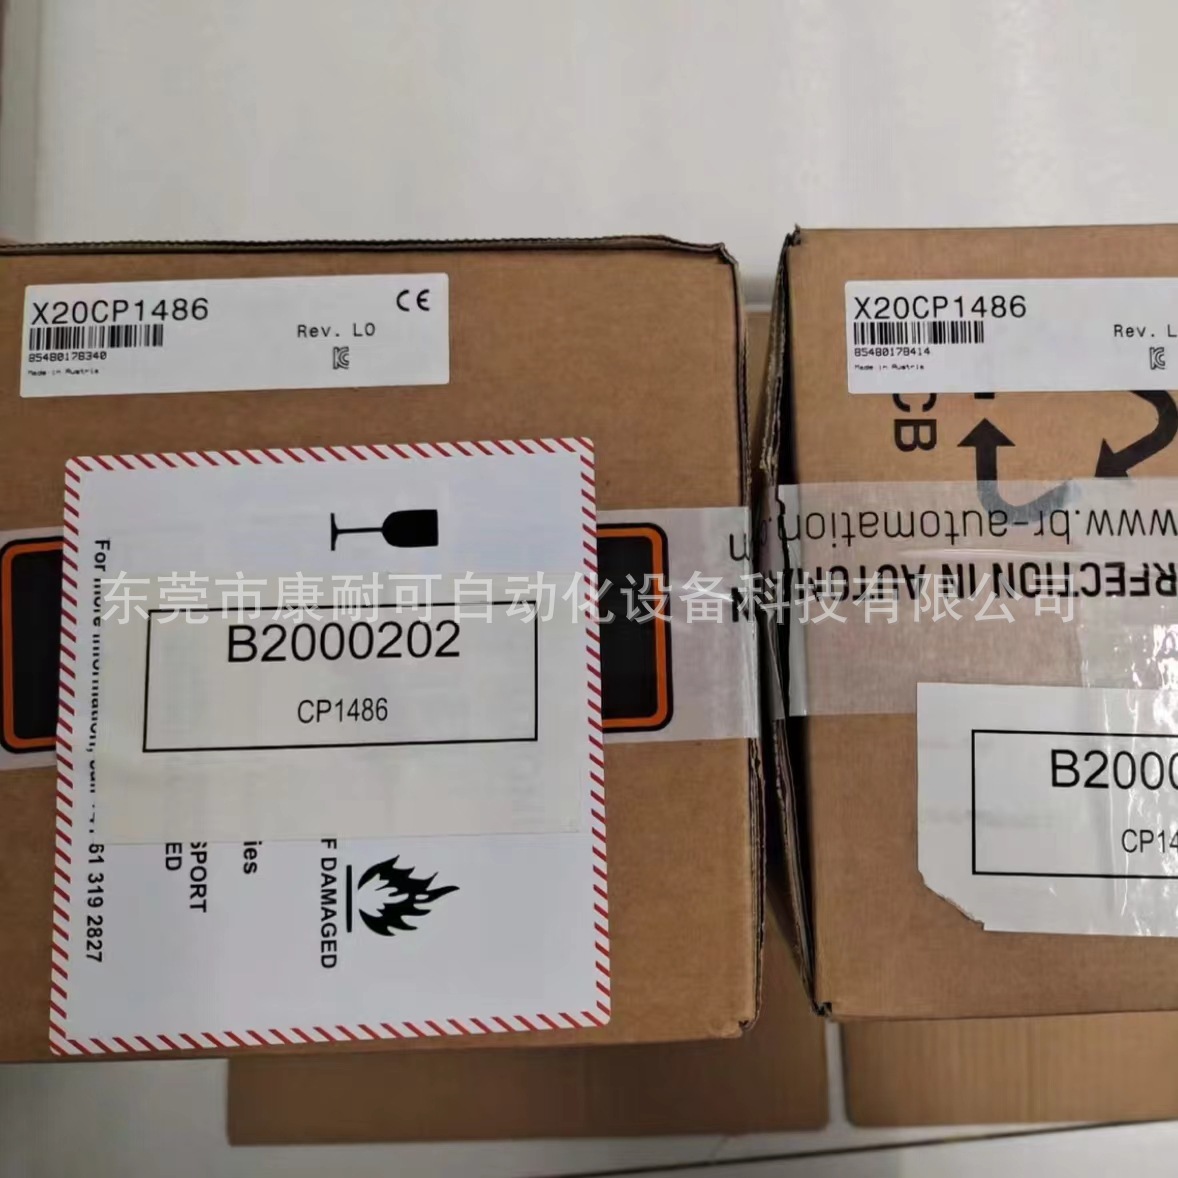 X20CP1486
Rev. L0
85480178340
Made in Austria
CE
B2000202
CP1486
For more information, call
61 319 2827
SPORT
ED
ies
F DAMAGED
东莞市康耐可自动化设备科技有限公司
X20CP1486
Rev. L
85480178414
Made in Austria
CB
www.br-automation.
RFECTION IN AUTOM
N
B2000
CP14